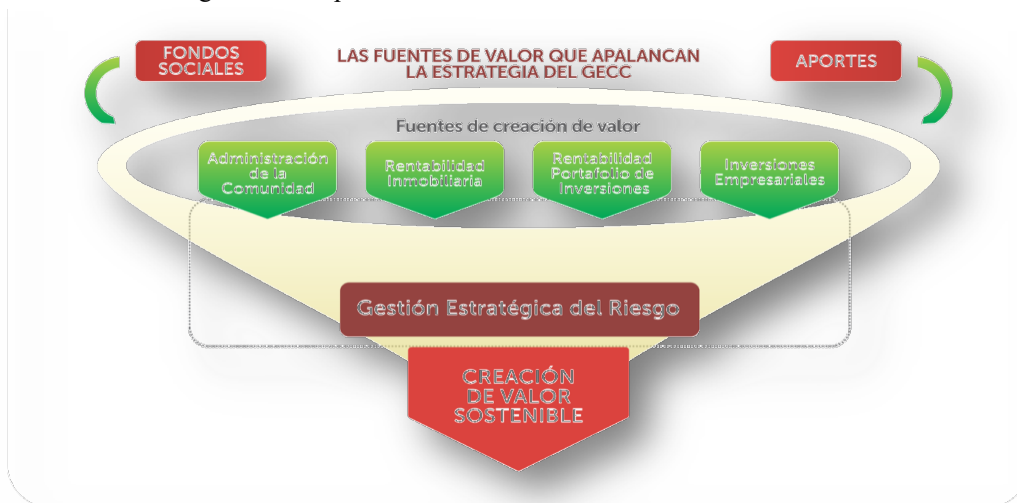 FONDOS
SOCIALES
LAS FUENTES DE VALOR QUE APALANCAN
LA ESTRATEGIA DEL GECC
APORTES
Fuentes de creación de valor
Administración
de la
Comunidad
Rentabilidad
Inmobiliaria
Rentabilidad
Portafolio de
Inversiones
Inversiones
Empresariales
Gestión Estratégica del Riesgo
CREACIÓN
DE VALOR
SOSTENIBLE